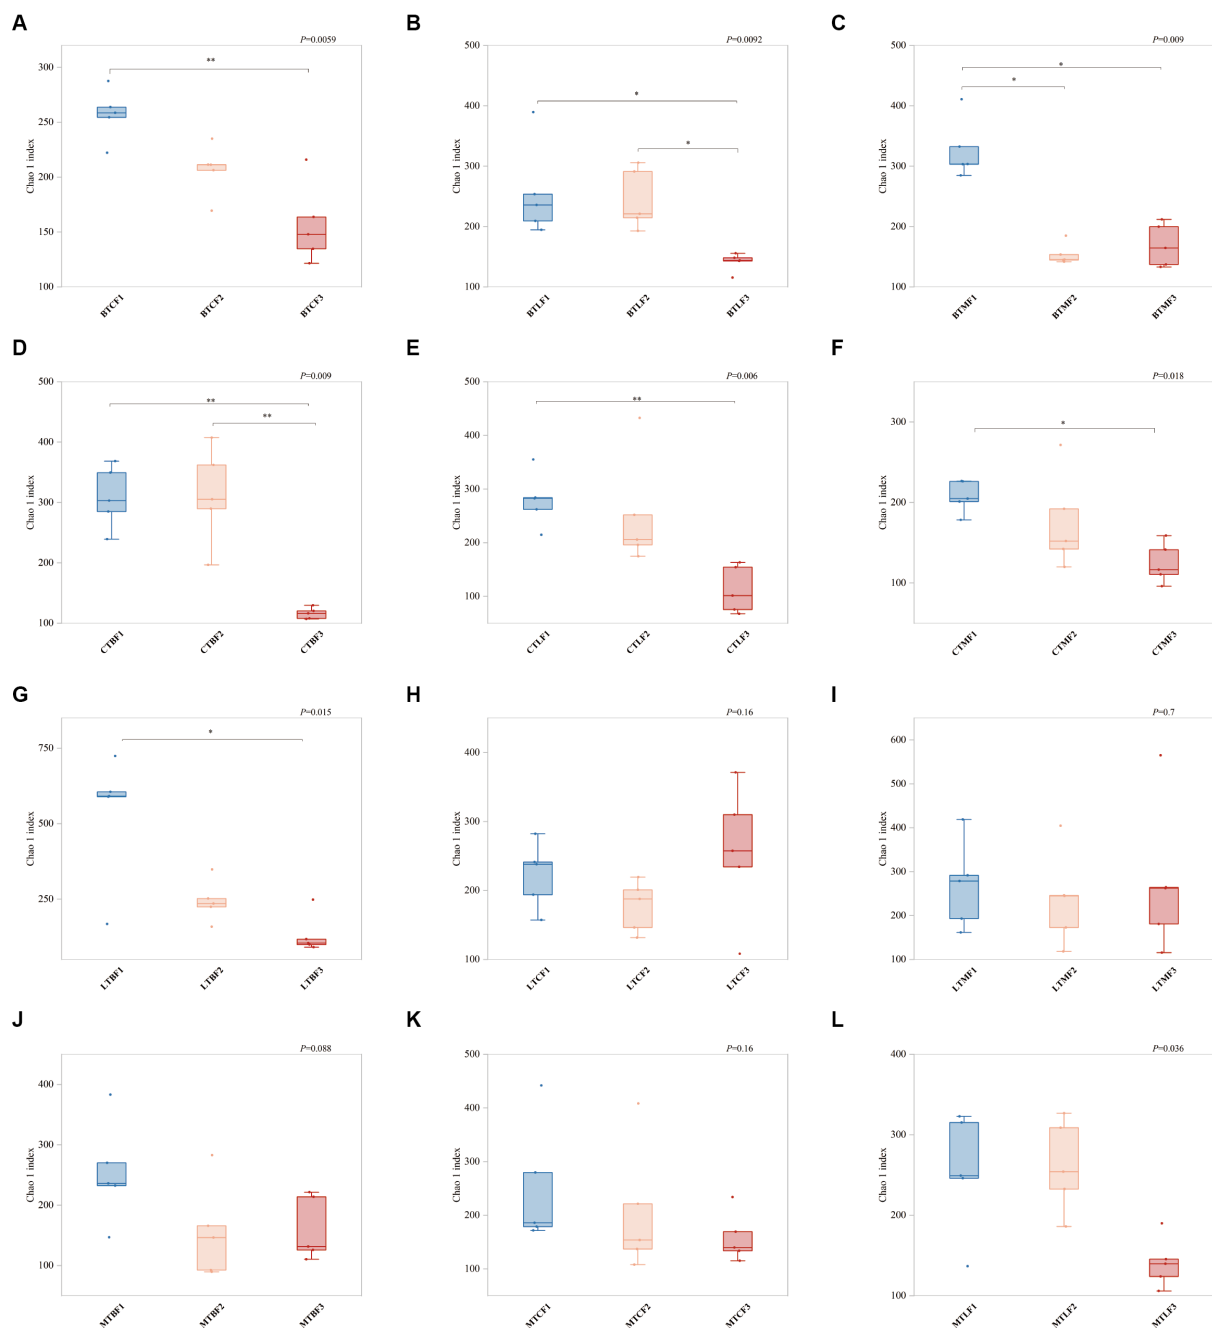 A
P=0.0059
**
300
250
200
150
100
Chao 1 index
BTCF1
BTCF2
BTCF3
B
P=0.0092
*
*
500
400
300
200
100
Chao 1 index
BTLF1
BTLF2
BTLF3
C
P=0.009
*
*
500
400
300
200
100
Chao 1 index
BTMF1
BTMF2
BTMF3
D
P=0.009
**
**
500
400
300
200
100
Chao 1 index
CTBF1
CTBF2
CTBF3
E
P=0.006
**
500
400
300
200
100
Chao 1 index
CTLF1
CTLF2
CTLF3
F
P=0.018
*
300
200
100
Chao 1 index
CTMF1
CTMF2
CTMF3
G
P=0.015
*
750
500
250
Chao 1 index
LTBF1
LTBF2
LTBF3
H
P=0.16
400
300
200
100
Chao 1 index
LTCF1
LTCF2
LTCF3
I
P=0.7
600
500
400
300
200
100
Chao 1 index
LTMF1
LTMF2
LTMF3
J
P=0.088
400
300
200
100
Chao 1 index
MTBF1
MTBF2
MTBF3
K
P=0.16
500
400
300
200
100
Chao 1 index
MTCF1
MTCF2
MTCF3
L
P=0.036
400
300
200
100
Chao 1 index
MTLF1
MTLF2
MTLF3